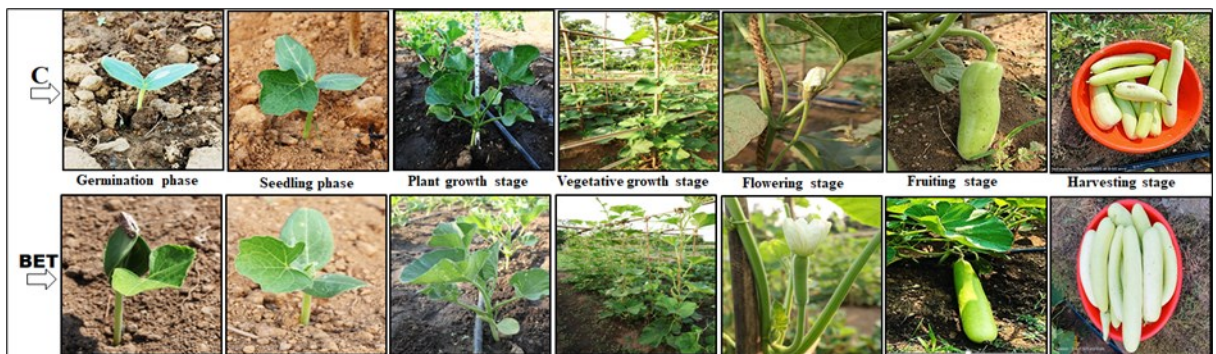 C
Germination phase
Seedling phase
Plant growth stage
Vegetative growth stage
Flowering stage
Fruiting stage
Harvesting stage
BET